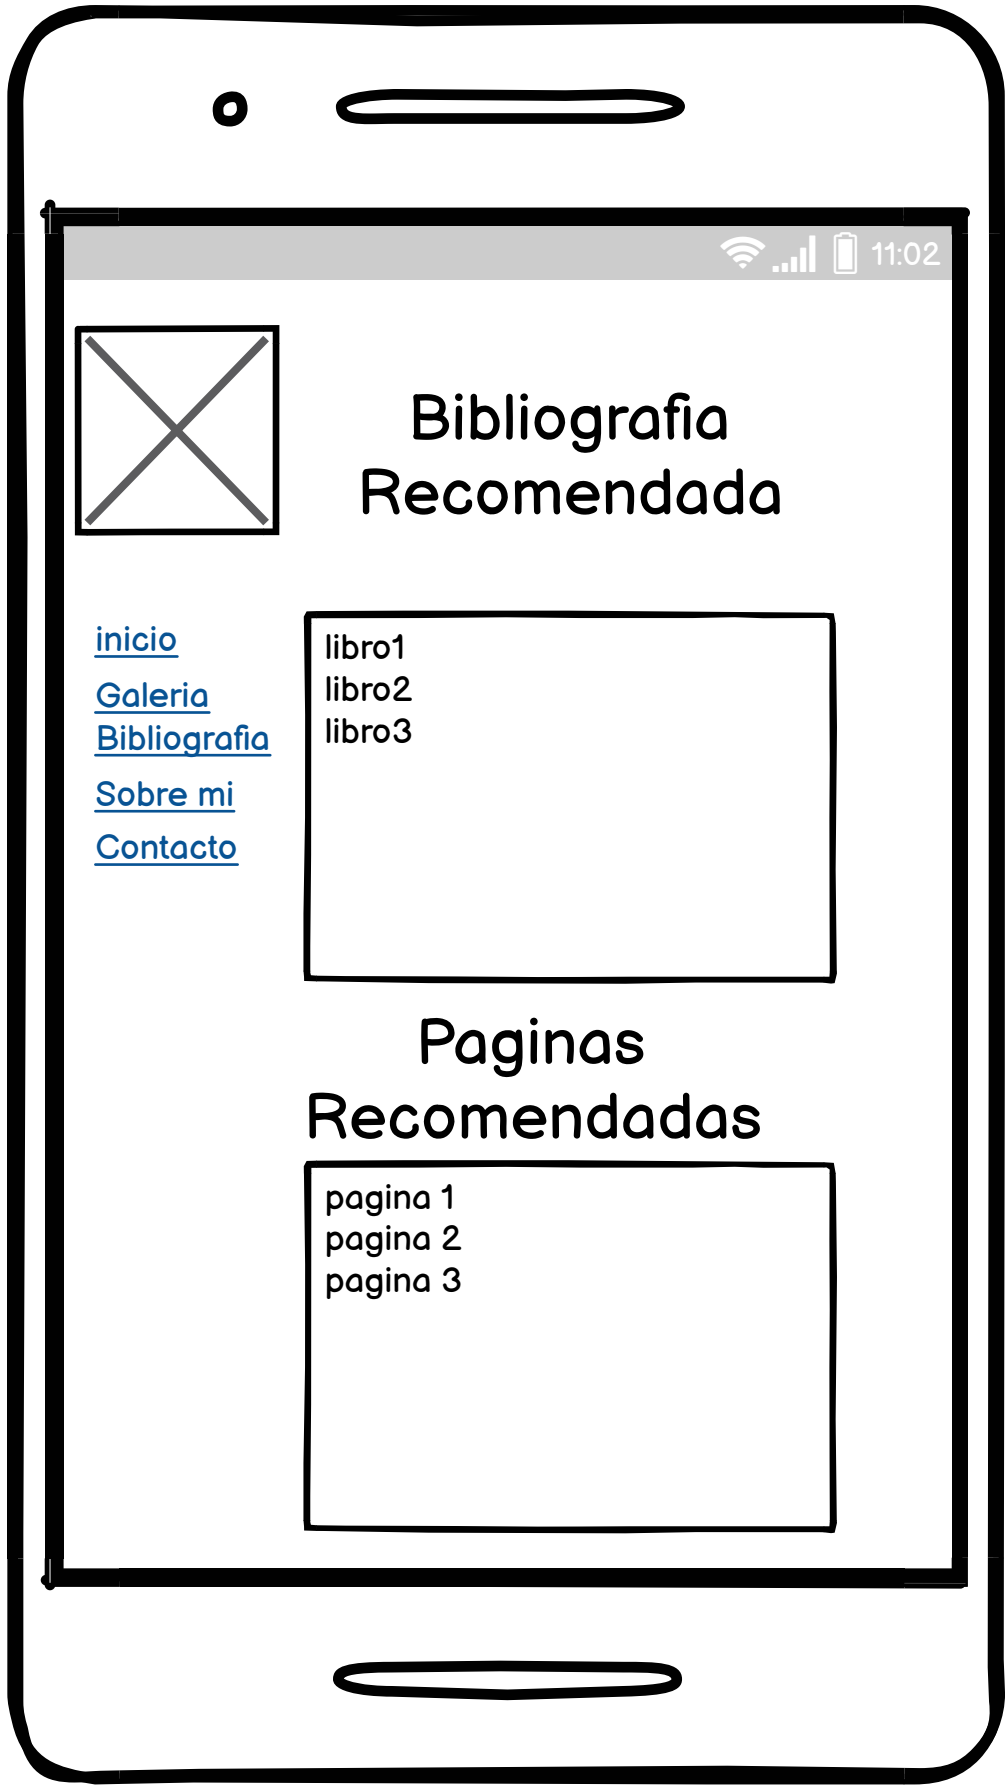 11:02
Bibliografia
Recomendada
inicio
Galeria
Bibliografia
Sobre mi
Contacto
libro1
libro2
libro3
Paginas
Recomendadas
pagina 1
pagina 2
pagina 3